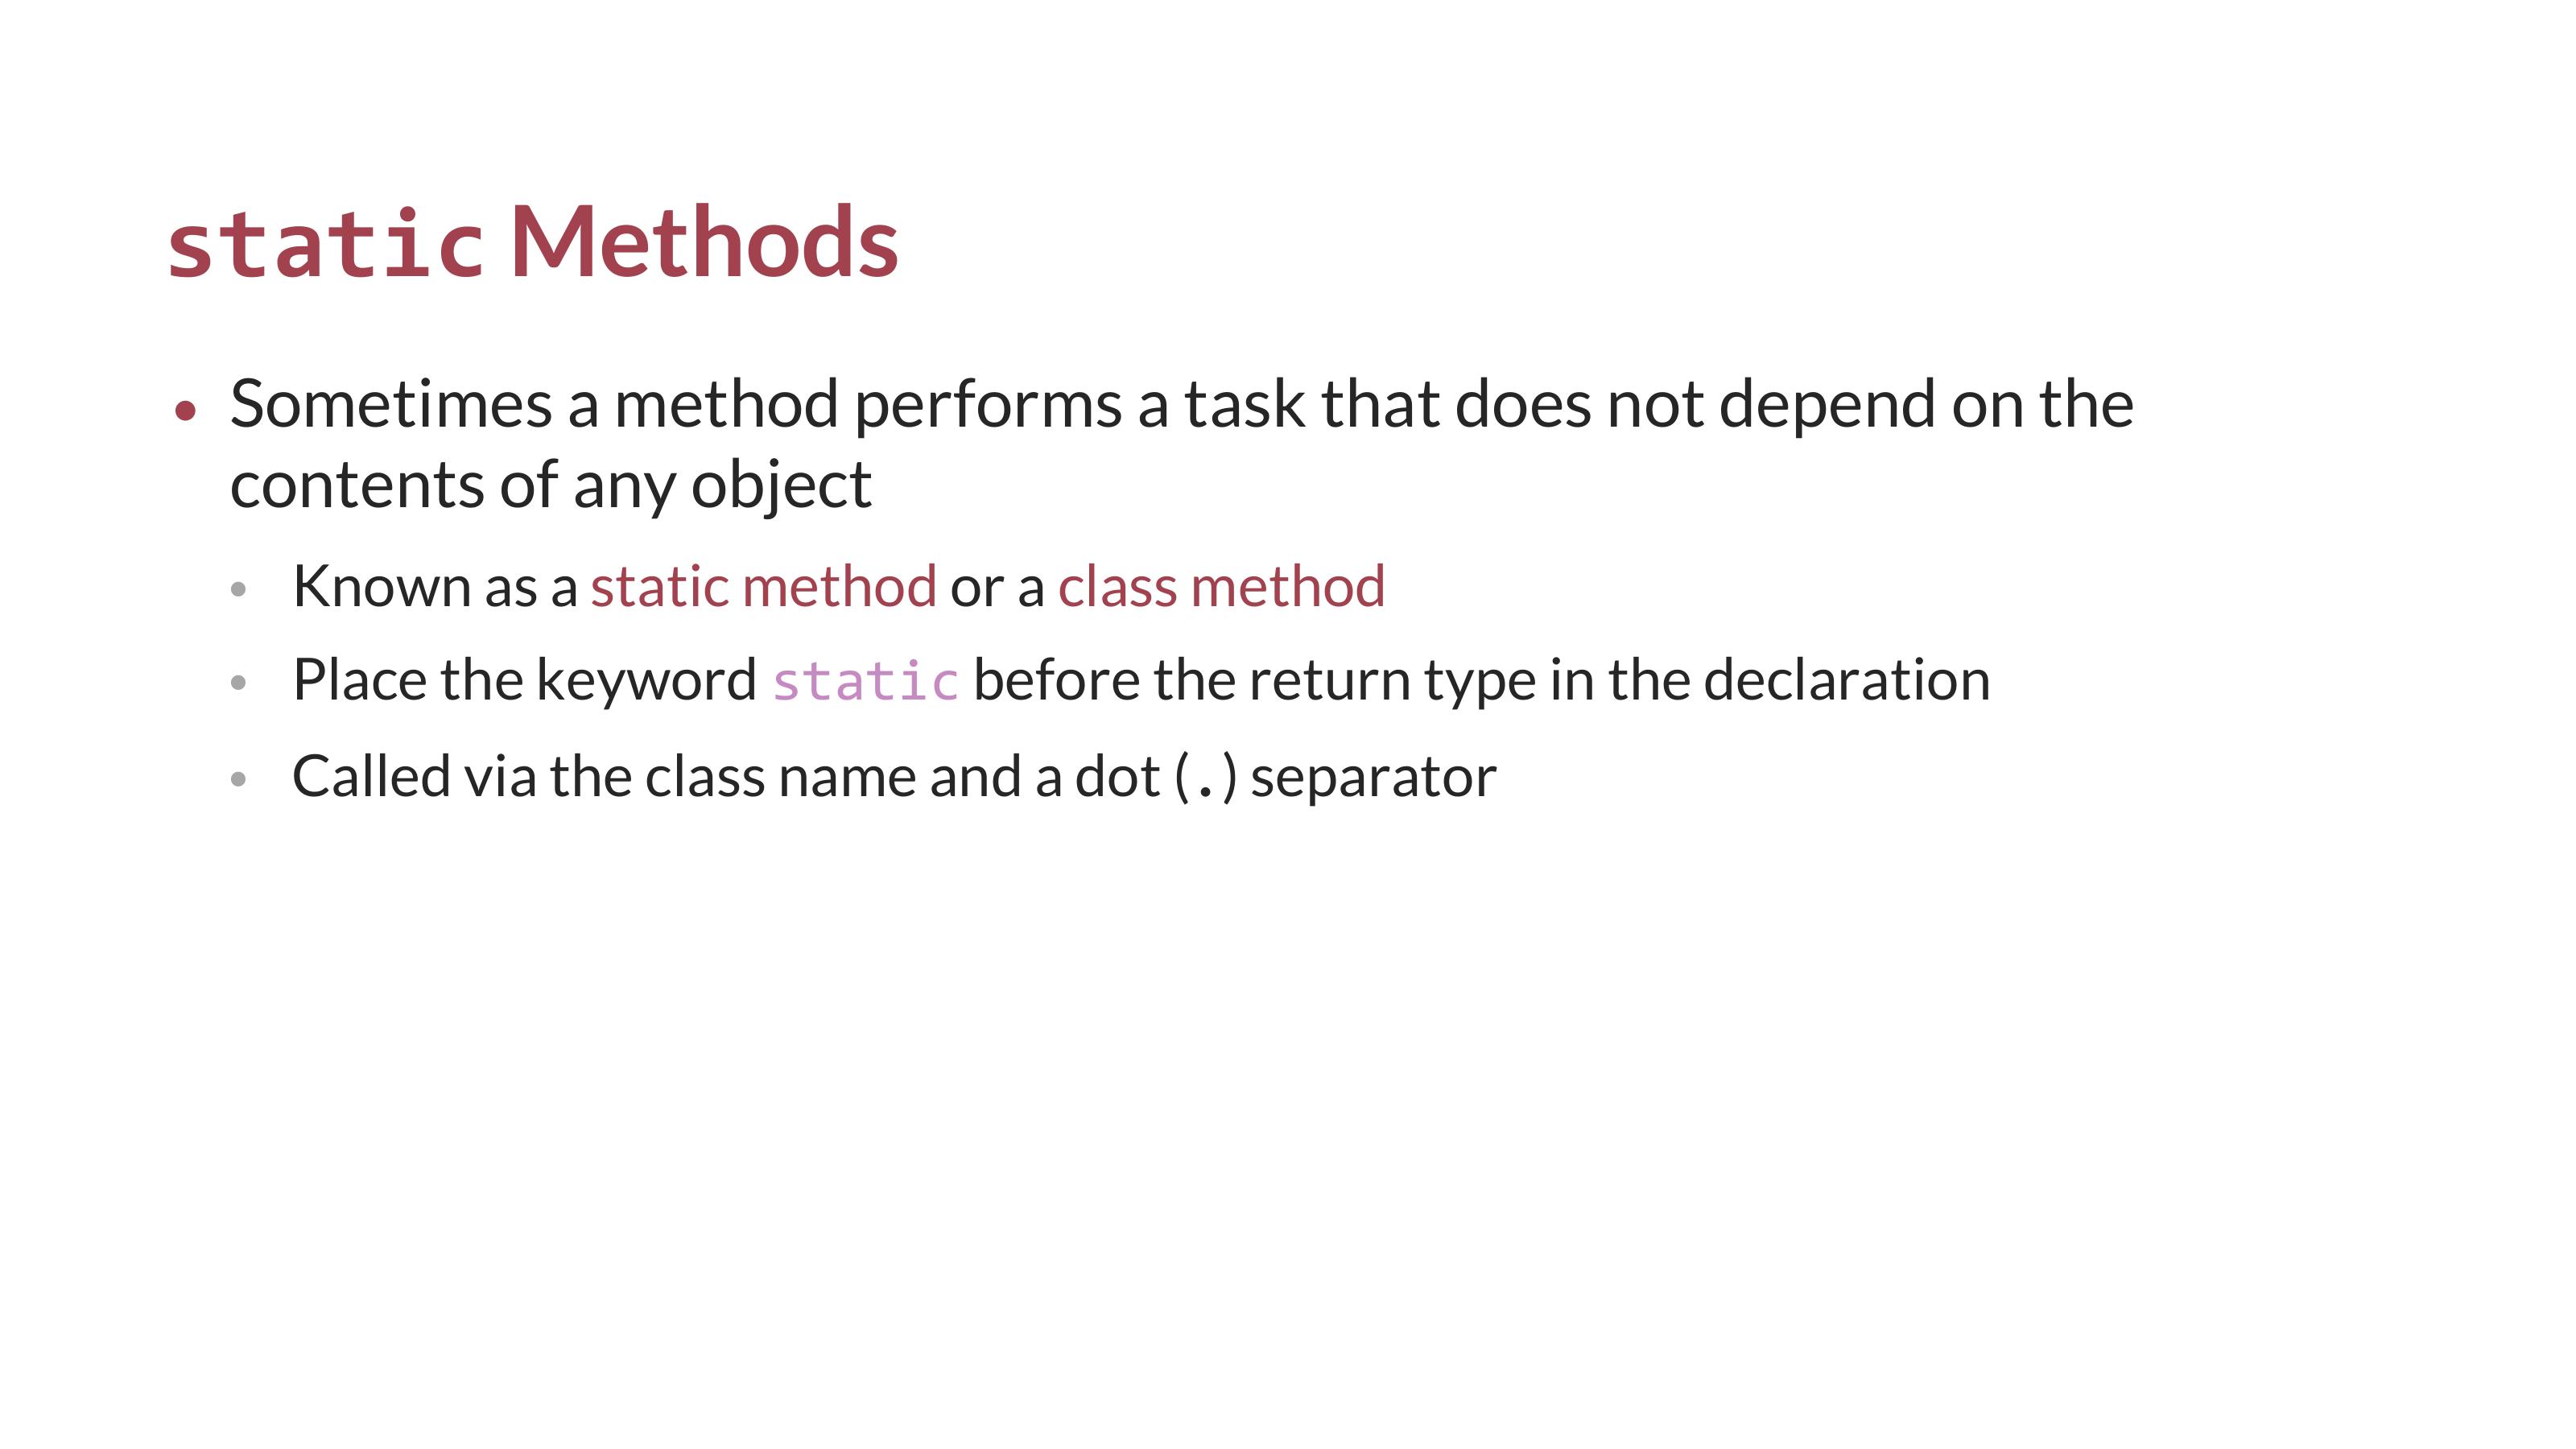 static Methods
• Sometimes a method performs a task that does not depend on the
contents of any object
• Known as a static method or a class method
• Place the keyword static before the return type in the declaration
• Called via the class name and a dot (.) separator